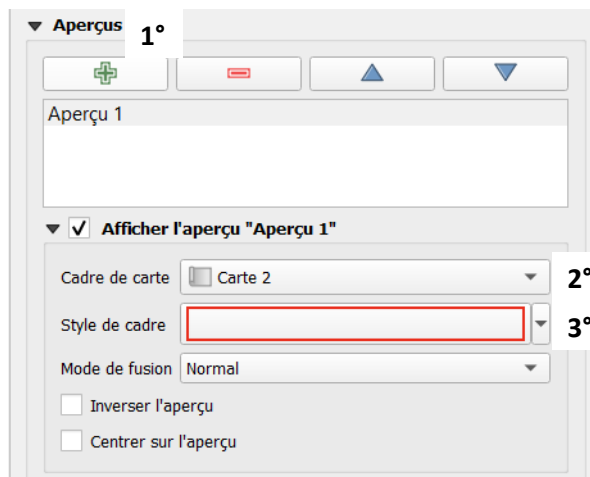 Aperçus
1°
Aperçu 1
Afficher l'aperçu "Aperçu 1"
Cadre de carte Carte 2 2°
Style de cadre 3°
Mode de fusion Normal
Inverser l'aperçu
Centrer sur l'aperçu